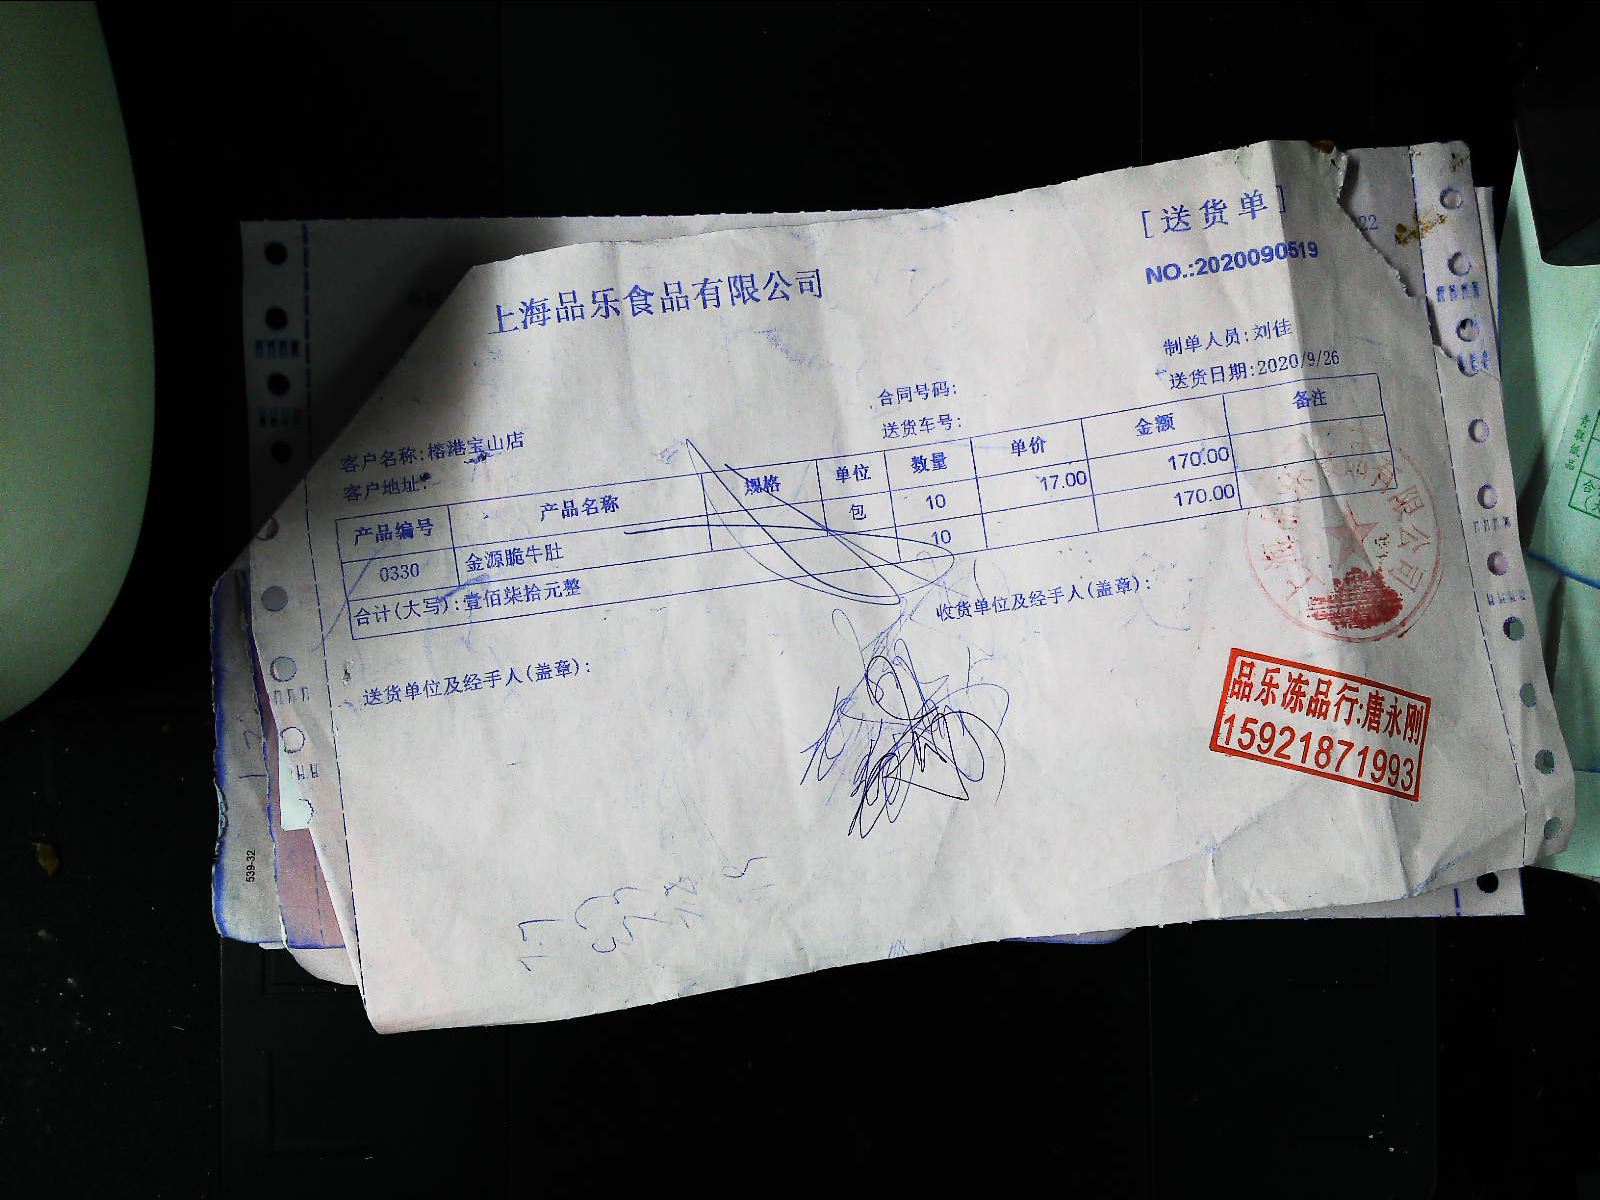 [ 送 货 单 ]
NO.:2020090519
上海品乐食品有限公司
制单人员:刘佳
合同号码:
送货日期:2020/9/26
客户名称:榕港宝山店
送货车号:
客户地址:
产品编号 产品名称 规格 单位 数量 单价 金额 备注
0330 金源脆牛肚 包 10 17.00 170.00
合计(大写):壹佰柒拾元整 10 170.00
送货单位及经手人(盖章):
收货单位及经手人(盖章):
品乐冻品行:唐永刚
15921871993
539-32
22